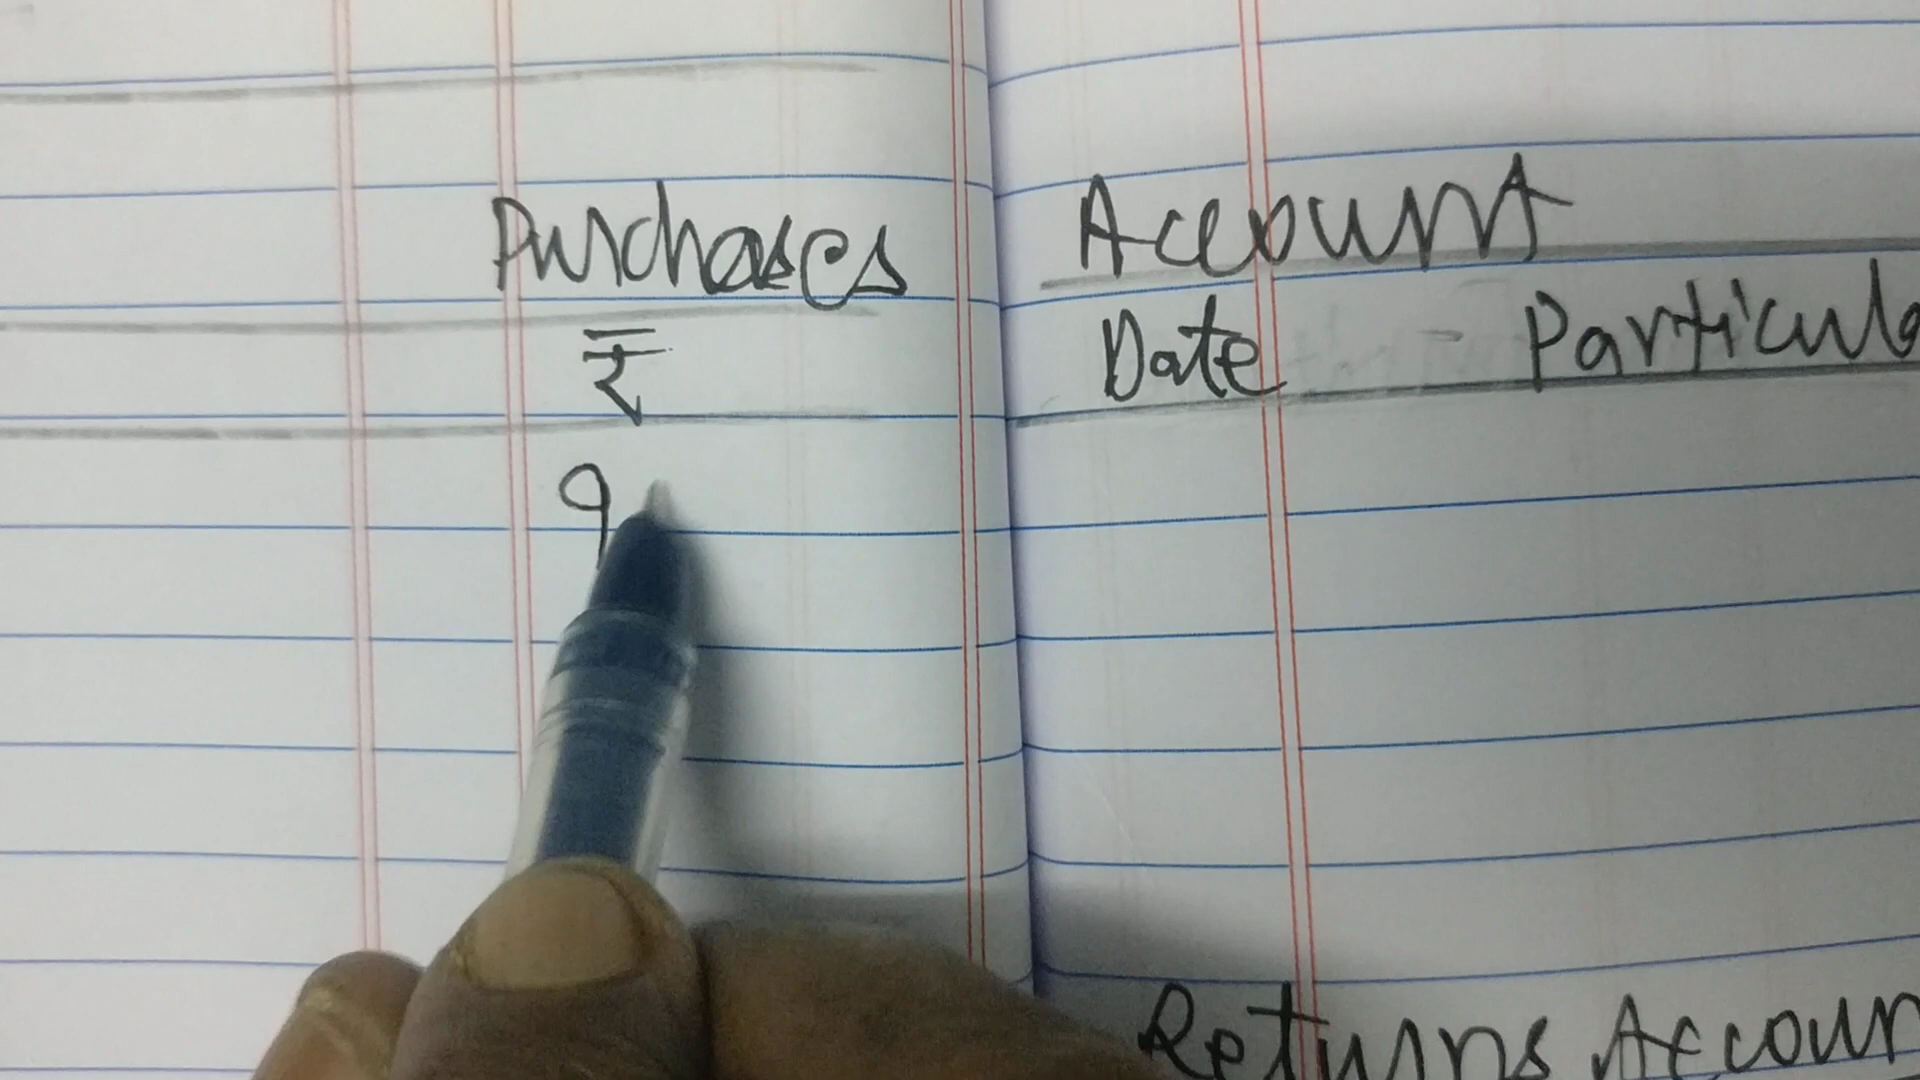 Purchases Account
₹ Date Particula
9
Returns Accoun